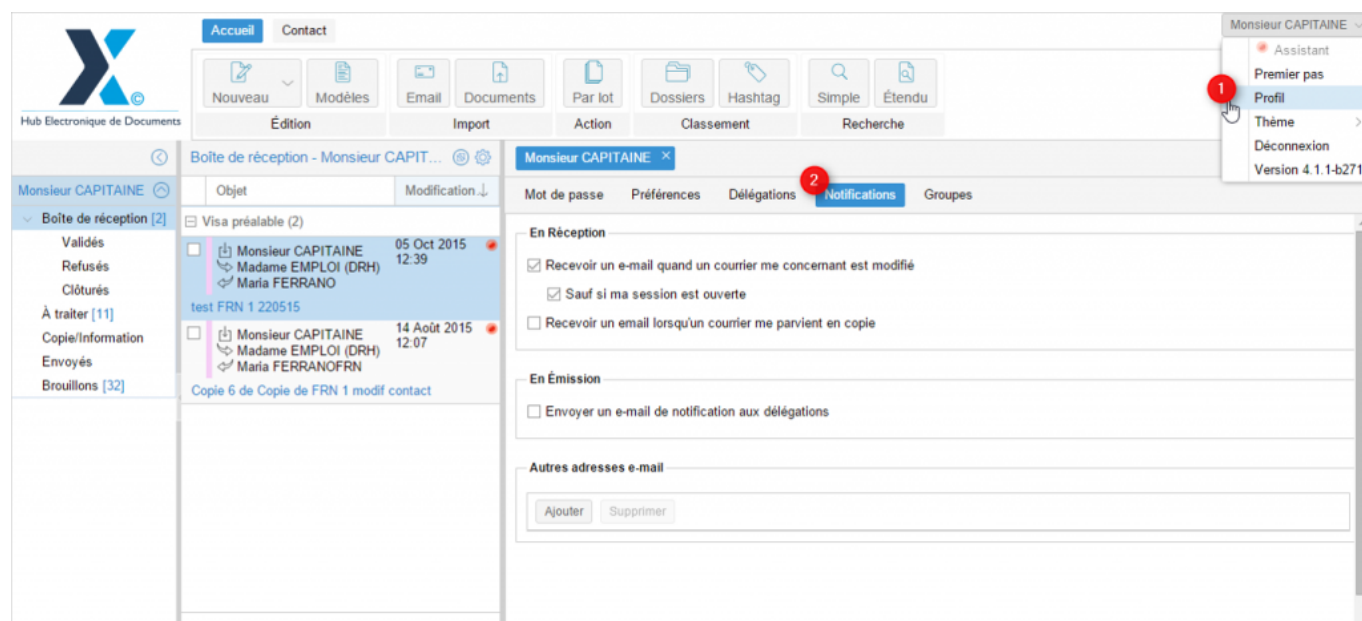 Accueil Contact
Monsieur CAPITAINE
Assistant
Premier pas
1
Profil
Thème
Déconnexion
Version 4.1.1-b271
©
Hub Electronique de Documents
Nouveau Modèles Email Documents Par lot Dossiers Hashtag Simple Étendu
Édition Import Action Classement Recherche
Monsieur CAPITAINE
Boîte de réception [2]
Validés
Refusés
Clôturés
À traiter [11]
Copie/Information
Envoyés
Brouillons [32]
Boîte de réception - Monsieur CAPIT...
Objet Modification
Visa préalable (2)
Monsieur CAPITAINE 05 Oct 2015
Madame EMPLOI (DRH) 12:39
Maria FERRANO
test FRN 1 220515
Monsieur CAPITAINE 14 Août 2015
Madame EMPLOI (DRH) 12:07
Maria FERRANOFRN
Copie 6 de Copie de FRN 1 modif contact
Monsieur CAPITAINE ×
2
Mot de passe Préférences Délégations Notifications Groupes
En Réception
Recevoir un e-mail quand un courrier me concernant est modifié
Sauf si ma session est ouverte
Recevoir un email lorsqu'un courrier me parvient en copie
En Émission
Envoyer un e-mail de notification aux délégations
Autres adresses e-mail
Ajouter Supprimer